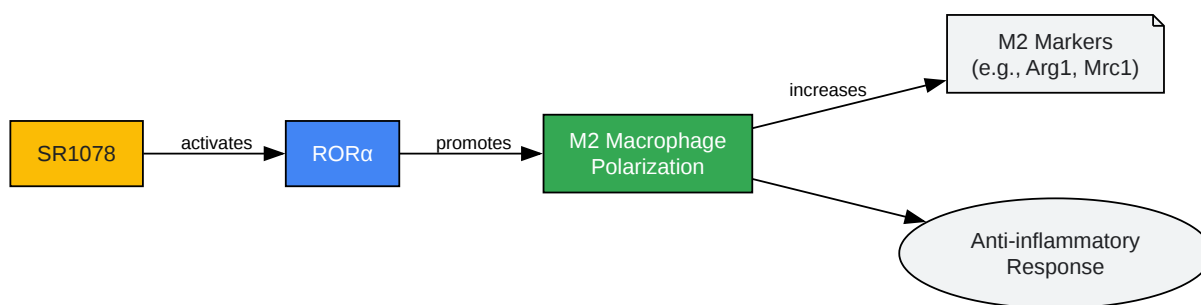 SR1078
activates
RORα
promotes
M2 Macrophage
Polarization
increases
M2 Markers
(e.g., Arg1, Mrc1)
Anti-inflammatory
Response